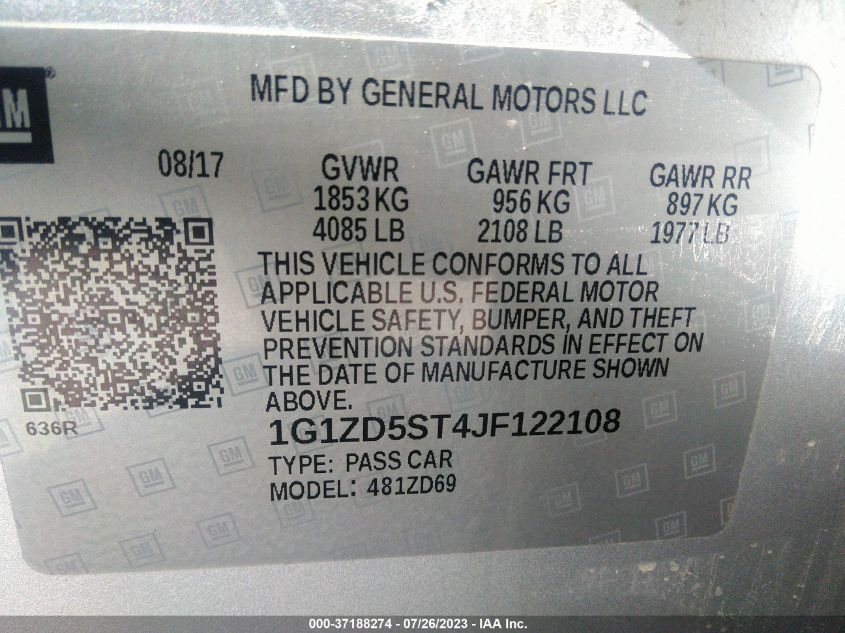 GM
MFD BY GENERAL MOTORS LLC
08/17 GVWR GAWR FRT GAWR RR
1853 KG 956 KG 897 KG
4085 LB 2108 LB 1977 LB
THIS VEHICLE CONFORMS TO ALL
APPLICABLE U.S. FEDERAL MOTOR
VEHICLE SAFETY, BUMPER, AND THEFT
PREVENTION STANDARDS IN EFFECT ON
THE DATE OF MANUFACTURE SHOWN
ABOVE.
636R
1G1ZD5ST4JF122108
TYPE: PASS CAR
MODEL: 481ZD69
000-37188274 - 07/26/2023 - IAA Inc.